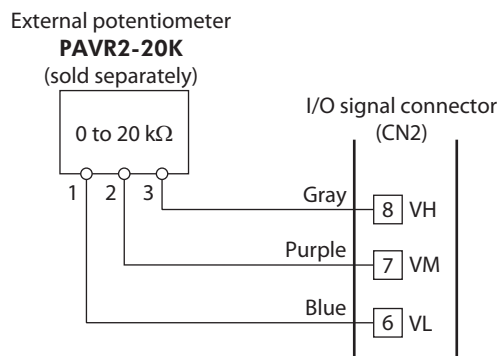 External potentiometer
PAVR2-20K
(sold separately)
0 to 20 kΩ
1 2 3
I/O signal connector
(CN2)
Gray 8 VH
Purple 7 VM
Blue 6 VL